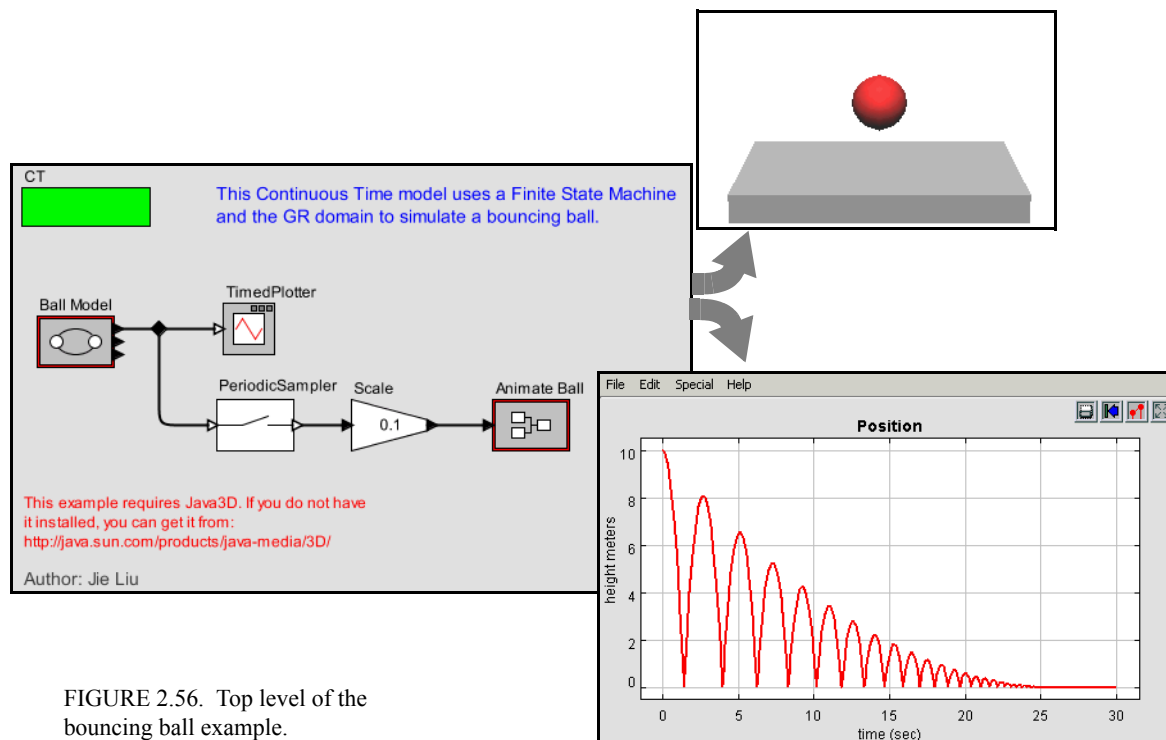 CT
This Continuous Time model uses a Finite State Machine
and the GR domain to simulate a bouncing ball.
Ball Model
TimedPlotter
PeriodicSampler
Scale
0.1
Animate Ball
This example requires Java3D. If you do not have
it installed, you can get it from:
http://java.sun.com/products/java-media/3D/
Author: Jie Liu
File Edit Special Help
Position
height meters
10
8
6
4
2
0
0 5 10 15 20 25 30
time (sec)
FIGURE 2.56. Top level of the
bouncing ball example.